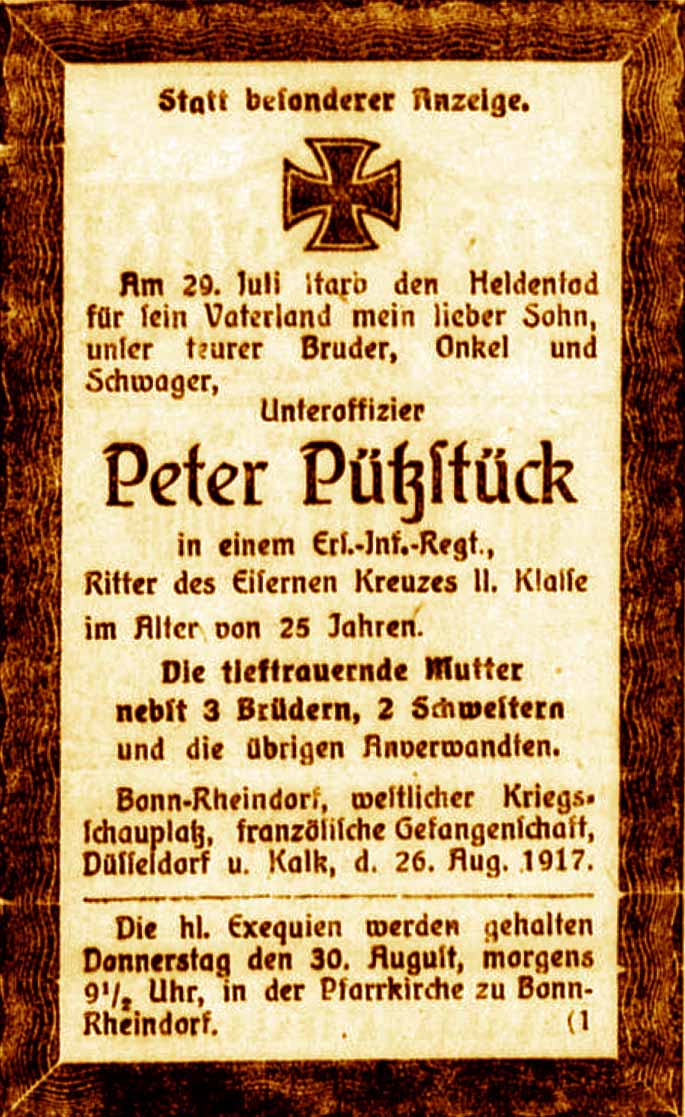 Statt beſonderer Anzeige.
Am 29. Juli ſtarb den Heldentod
für ſein Vaterland mein lieber Sohn,
unſer teurer Bruder, Onkel und
Schwager,
Unteroffizier
Peter Pützſtück
in einem Erſ.-Inf.-Regt.,
Ritter des Eiſernen Kreuzes II. Klaſſe
im Alter von 25 Jahren.
Die tieftrauernde Mutter
nebſt 3 Brüdern, 2 Schweſtern
und die übrigen Anverwandten.
Bonn-Rheindorf, weſtlicher Kriegs-
ſchauplatz, franzöſiſche Gefangenſchaft,
Düſſeldorf u. Kalk, d. 26. Aug. 1917.
Die hl. Exequien werden gehalten
Donnerstag den 30. Auguſt, morgens
9¹/₂ Uhr, in der Pfarrkirche zu Bonn-
Rheindorf. (1